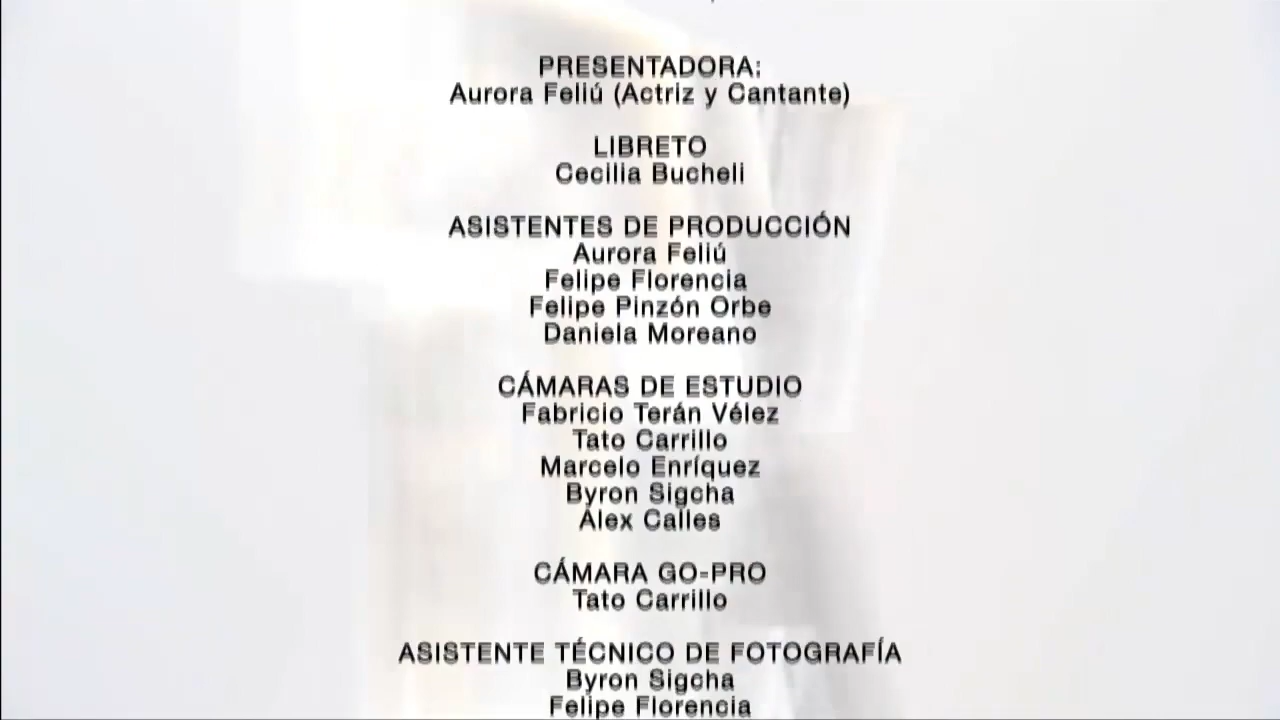 PRESENTADORA:
Aurora Feliú (Actriz y Cantante)
LIBRETO
Cecilia Bucheli
ASISTENTES DE PRODUCCIÓN
Aurora Feliú
Felipe Florencia
Felipe Pinzón Orbe
Daniela Moreano
CÁMARAS DE ESTUDIO
Fabricio Terán Vélez
Tato Carrillo
Marcelo Enríquez
Byron Sigcha
Álex Calles
CÁMARA GO-PRO
Tato Carrillo
ASISTENTE TÉCNICO DE FOTOGRAFÍA
Byron Sigcha
Felipe Florencia